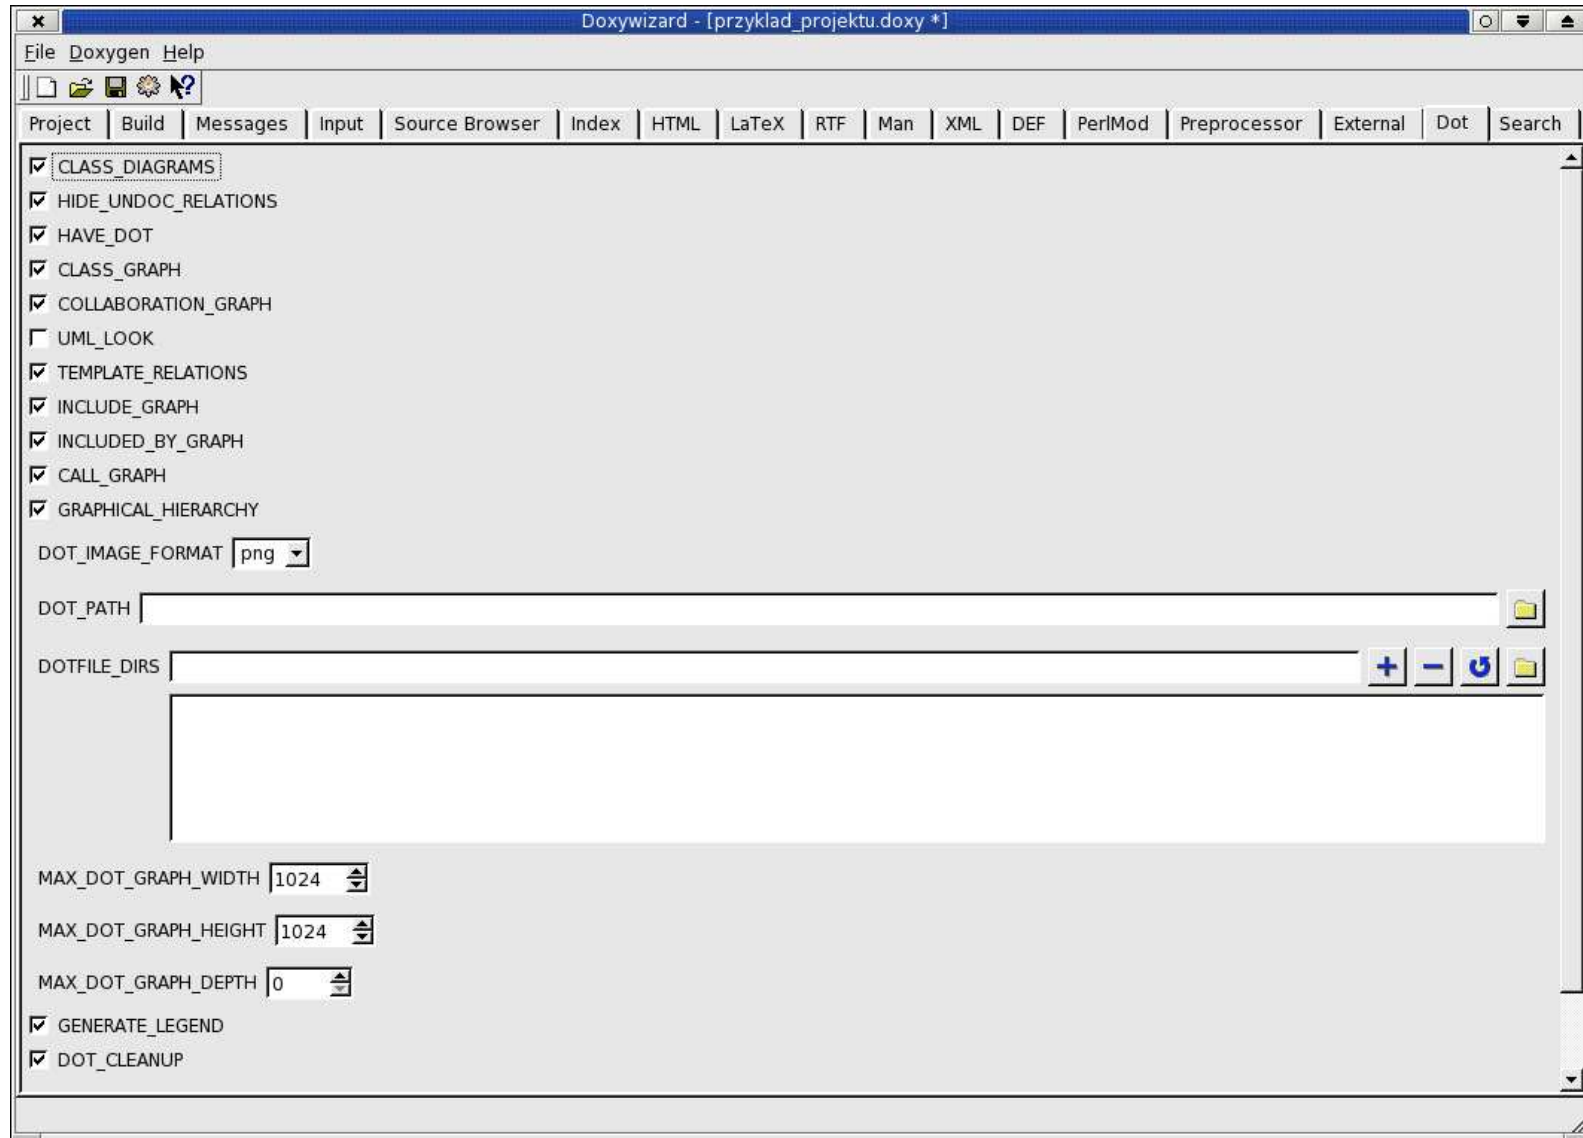 Doxywizard - [przyklad_projektu.doxy *]
File Doxygen Help
Project Build Messages Input Source Browser Index HTML LaTeX RTF Man XML DEF PerlMod Preprocessor External Dot Search
CLASS_DIAGRAMS
HIDE_UNDOC_RELATIONS
HAVE_DOT
CLASS_GRAPH
COLLABORATION_GRAPH
UML_LOOK
TEMPLATE_RELATIONS
INCLUDE_GRAPH
INCLUDED_BY_GRAPH
CALL_GRAPH
GRAPHICAL_HIERARCHY
DOT_IMAGE_FORMAT png
DOT_PATH
DOTFILE_DIRS
MAX_DOT_GRAPH_WIDTH 1024
MAX_DOT_GRAPH_HEIGHT 1024
MAX_DOT_GRAPH_DEPTH 0
GENERATE_LEGEND
DOT_CLEANUP